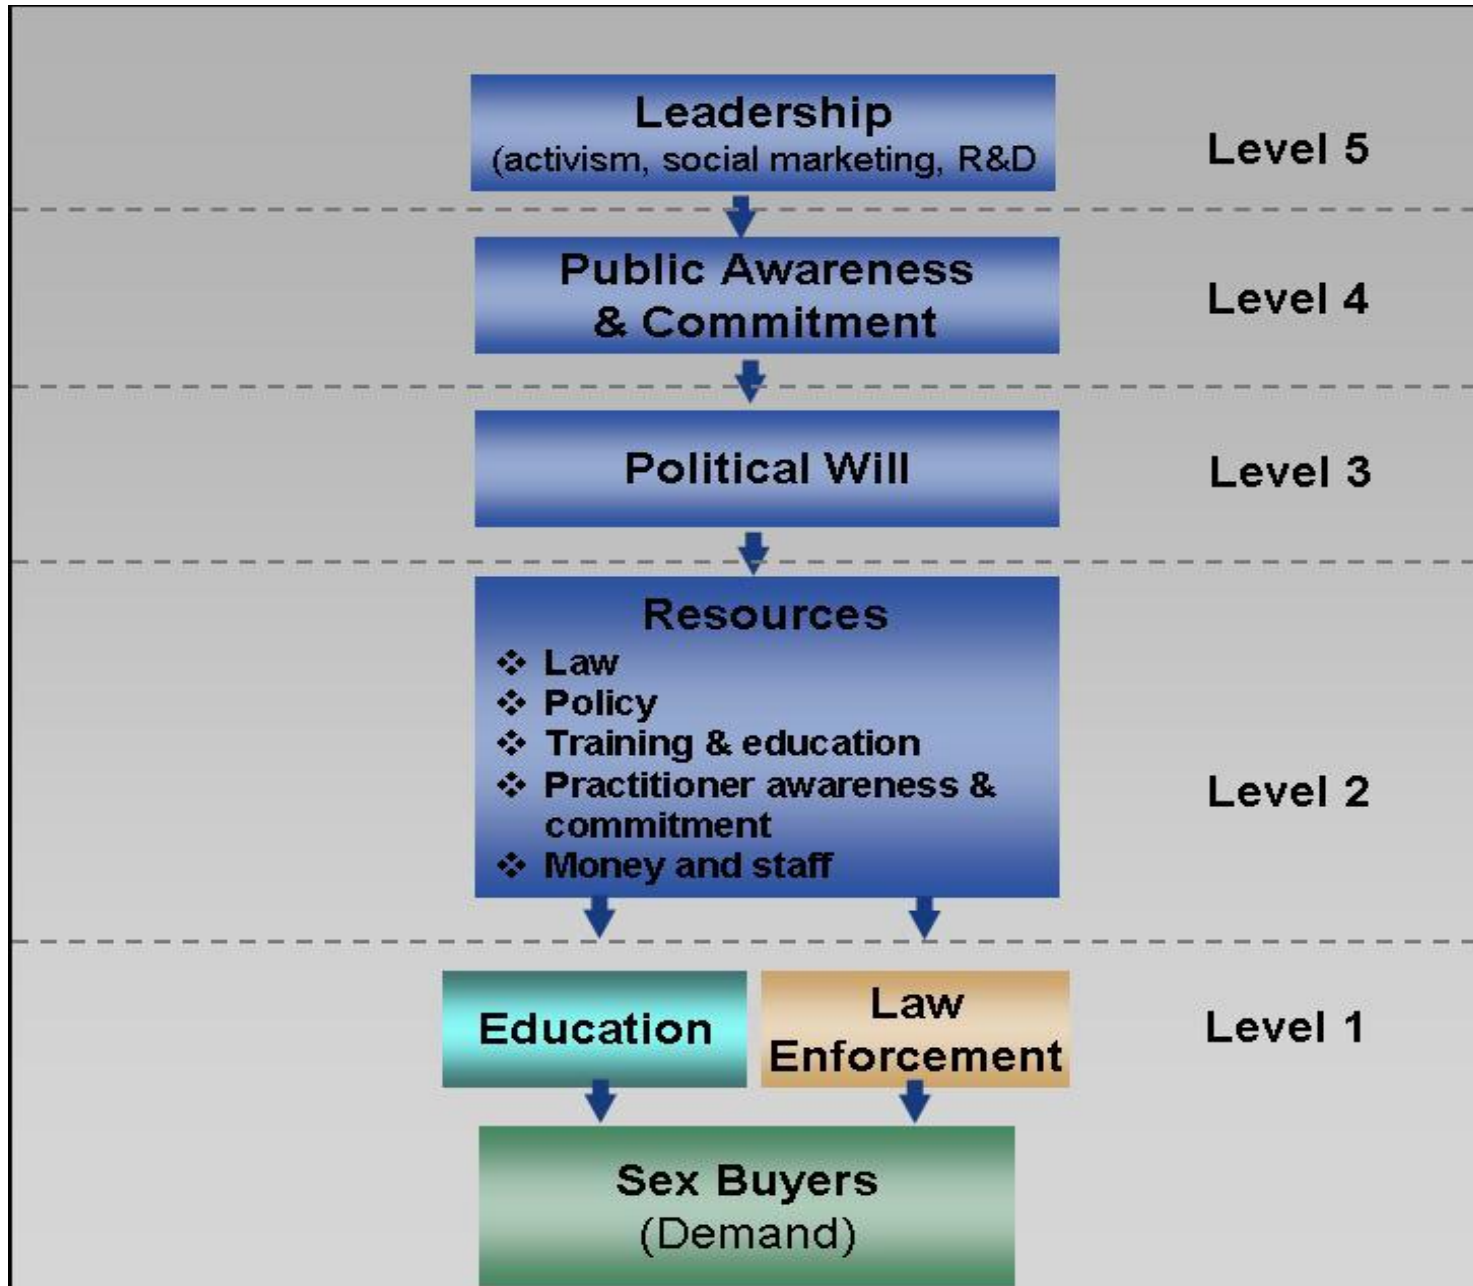 Leadership
(activism, social marketing, R&D
Level 5
Public Awareness
& Commitment
Level 4
Political Will
Level 3
Resources
❖ Law
❖ Policy
❖ Training & education
❖ Practitioner awareness &
commitment
❖ Money and staff
Level 2
Education
Law
Enforcement
Level 1
Sex Buyers
(Demand)